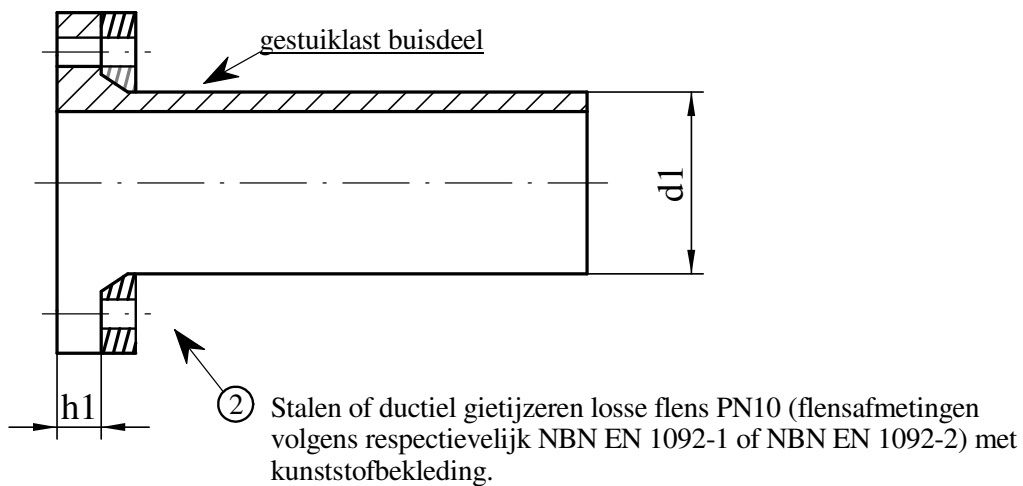 gestuiklast buisdeel
d1
h1
2 Stalen of ductiel gietijzeren losse flens PN10 (flensafmetingen
volgens respectievelijk NBN EN 1092-1 of NBN EN 1092-2) met
kunststofbekleding.